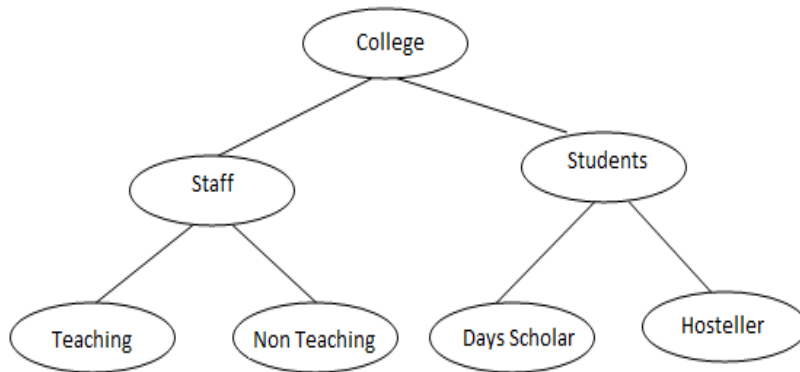 College
Staff
Students
Teaching
Non Teaching
Days Scholar
Hosteller